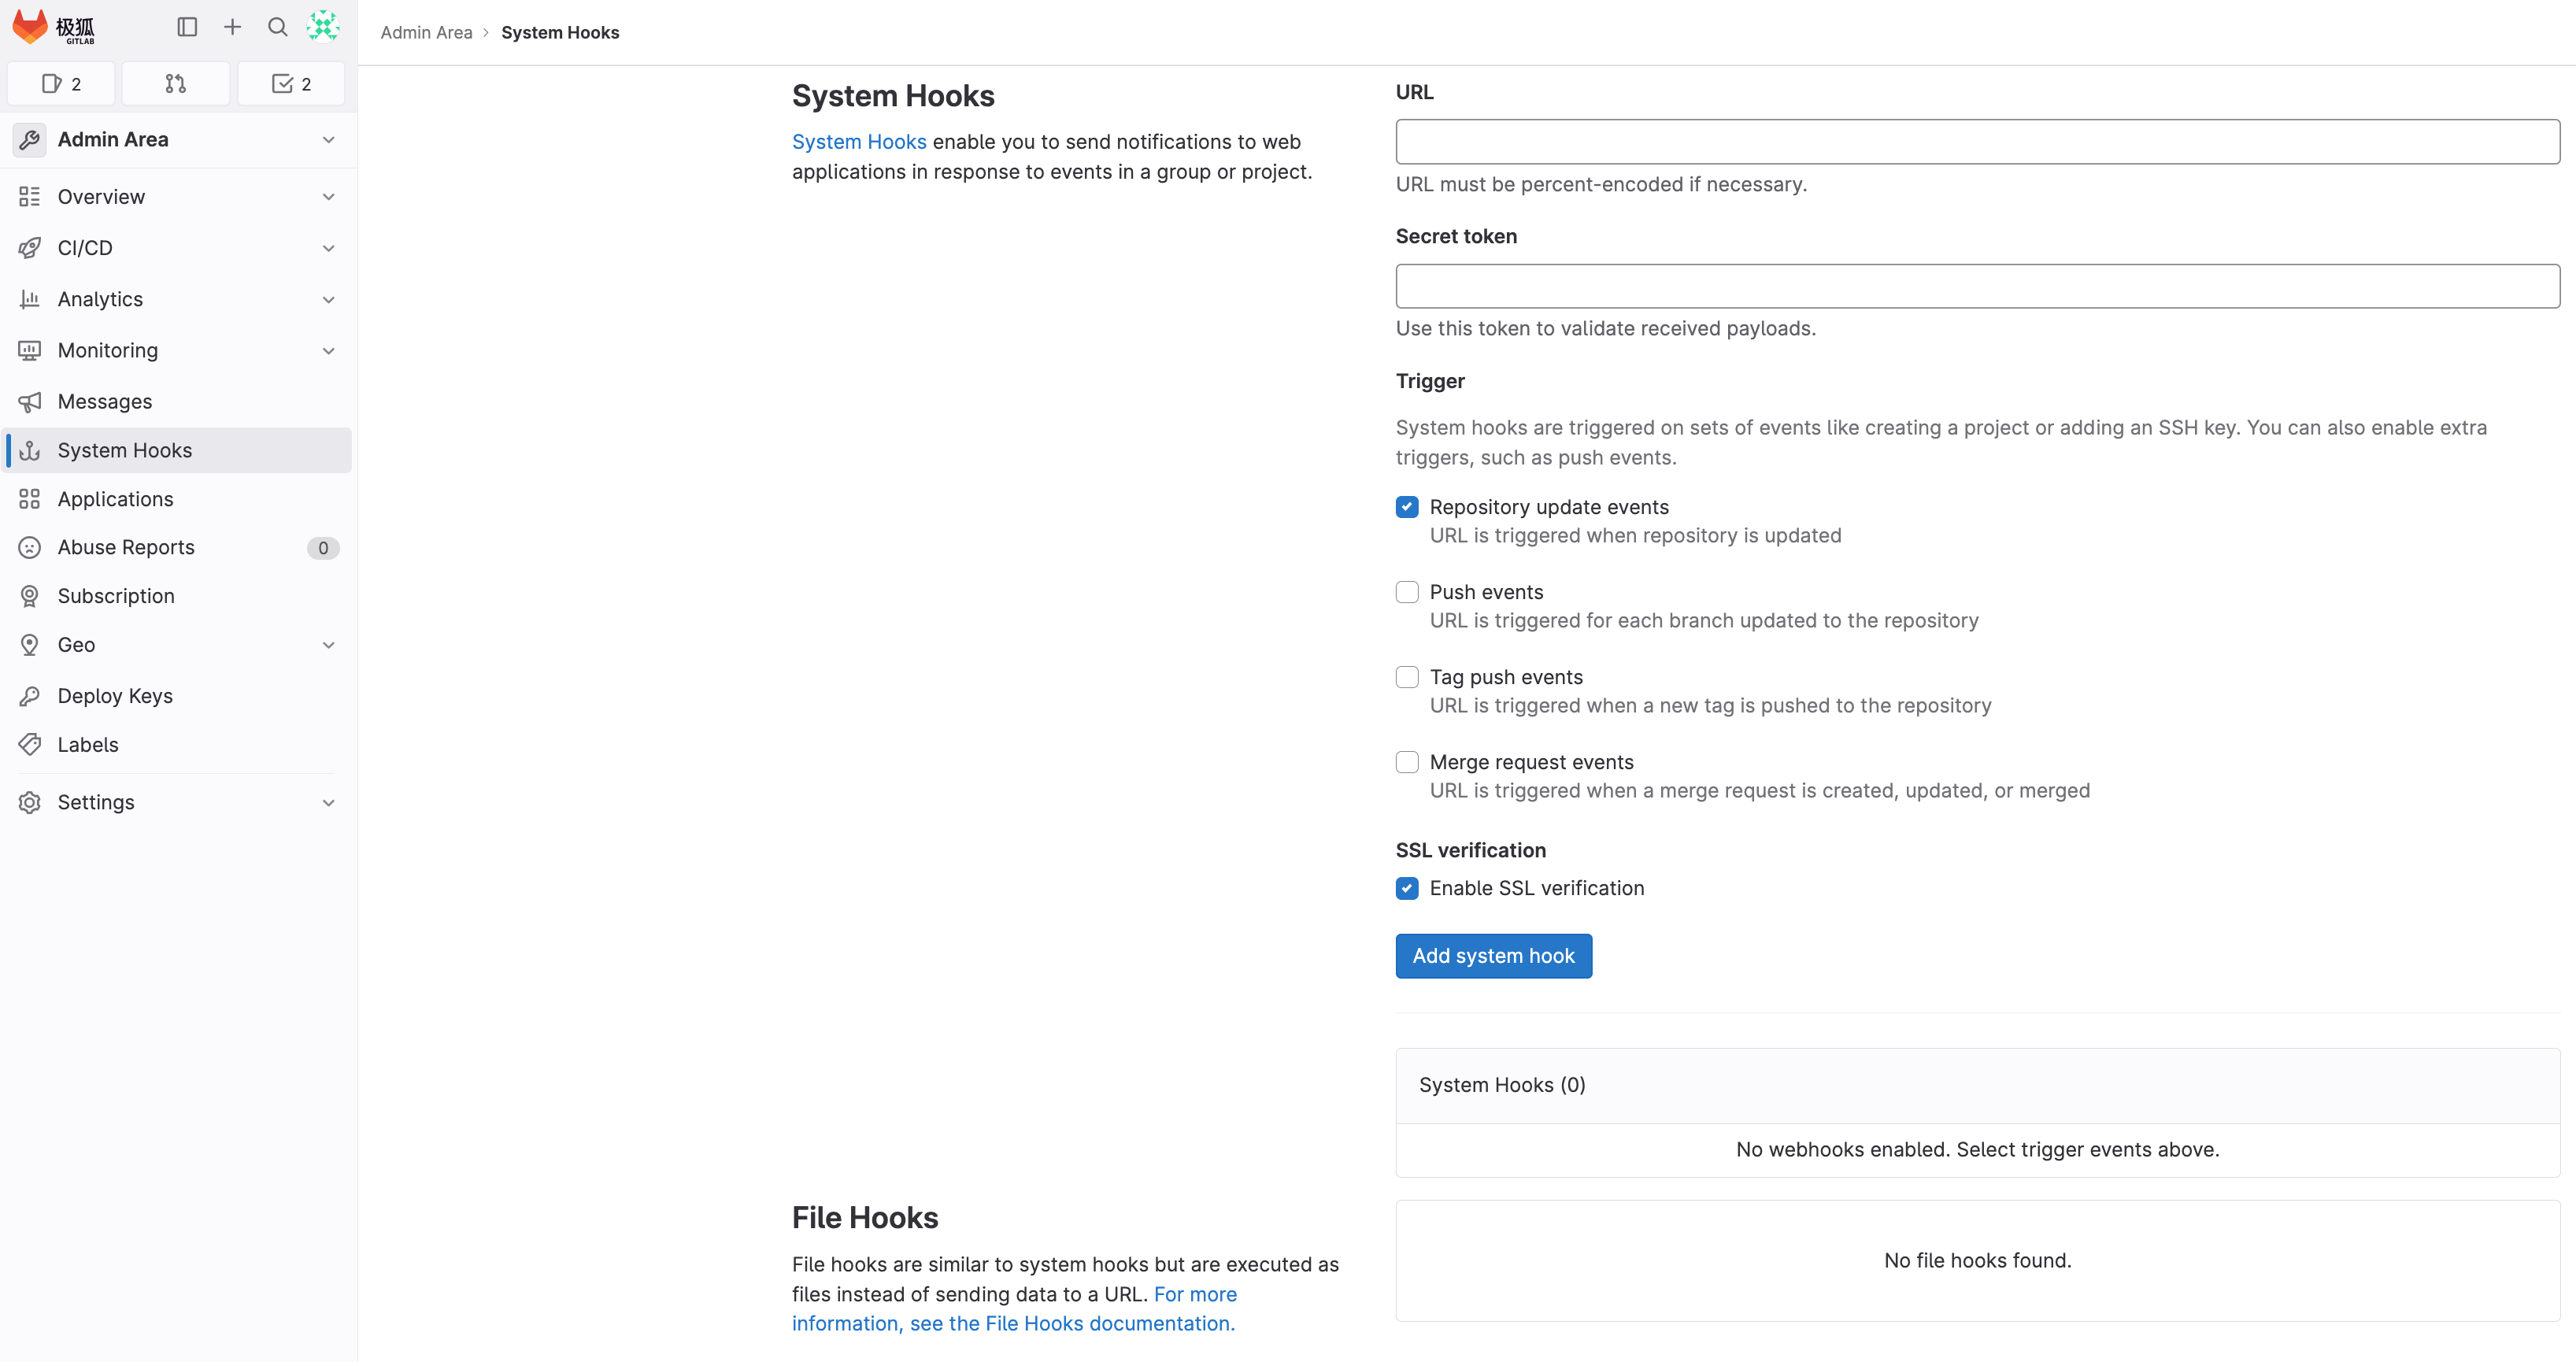 极狐
GITLAB
2
2
Admin Area
Overview
CI/CD
Analytics
Monitoring
Messages
System Hooks
Applications
Abuse Reports
0
Subscription
Geo
Deploy Keys
Labels
Settings
Admin Area › System Hooks
System Hooks
System Hooks enable you to send notifications to web
applications in response to events in a group or project.
URL
URL must be percent-encoded if necessary.
Secret token
Use this token to validate received payloads.
Trigger
System hooks are triggered on sets of events like creating a project or adding an SSH key. You can also enable extra
triggers, such as push events.
Repository update events
URL is triggered when repository is updated
Push events
URL is triggered for each branch updated to the repository
Tag push events
URL is triggered when a new tag is pushed to the repository
Merge request events
URL is triggered when a merge request is created, updated, or merged
SSL verification
Enable SSL verification
Add system hook
System Hooks (0)
No webhooks enabled. Select trigger events above.
File Hooks
File hooks are similar to system hooks but are executed as
files instead of sending data to a URL. For more
information, see the File Hooks documentation.
No file hooks found.